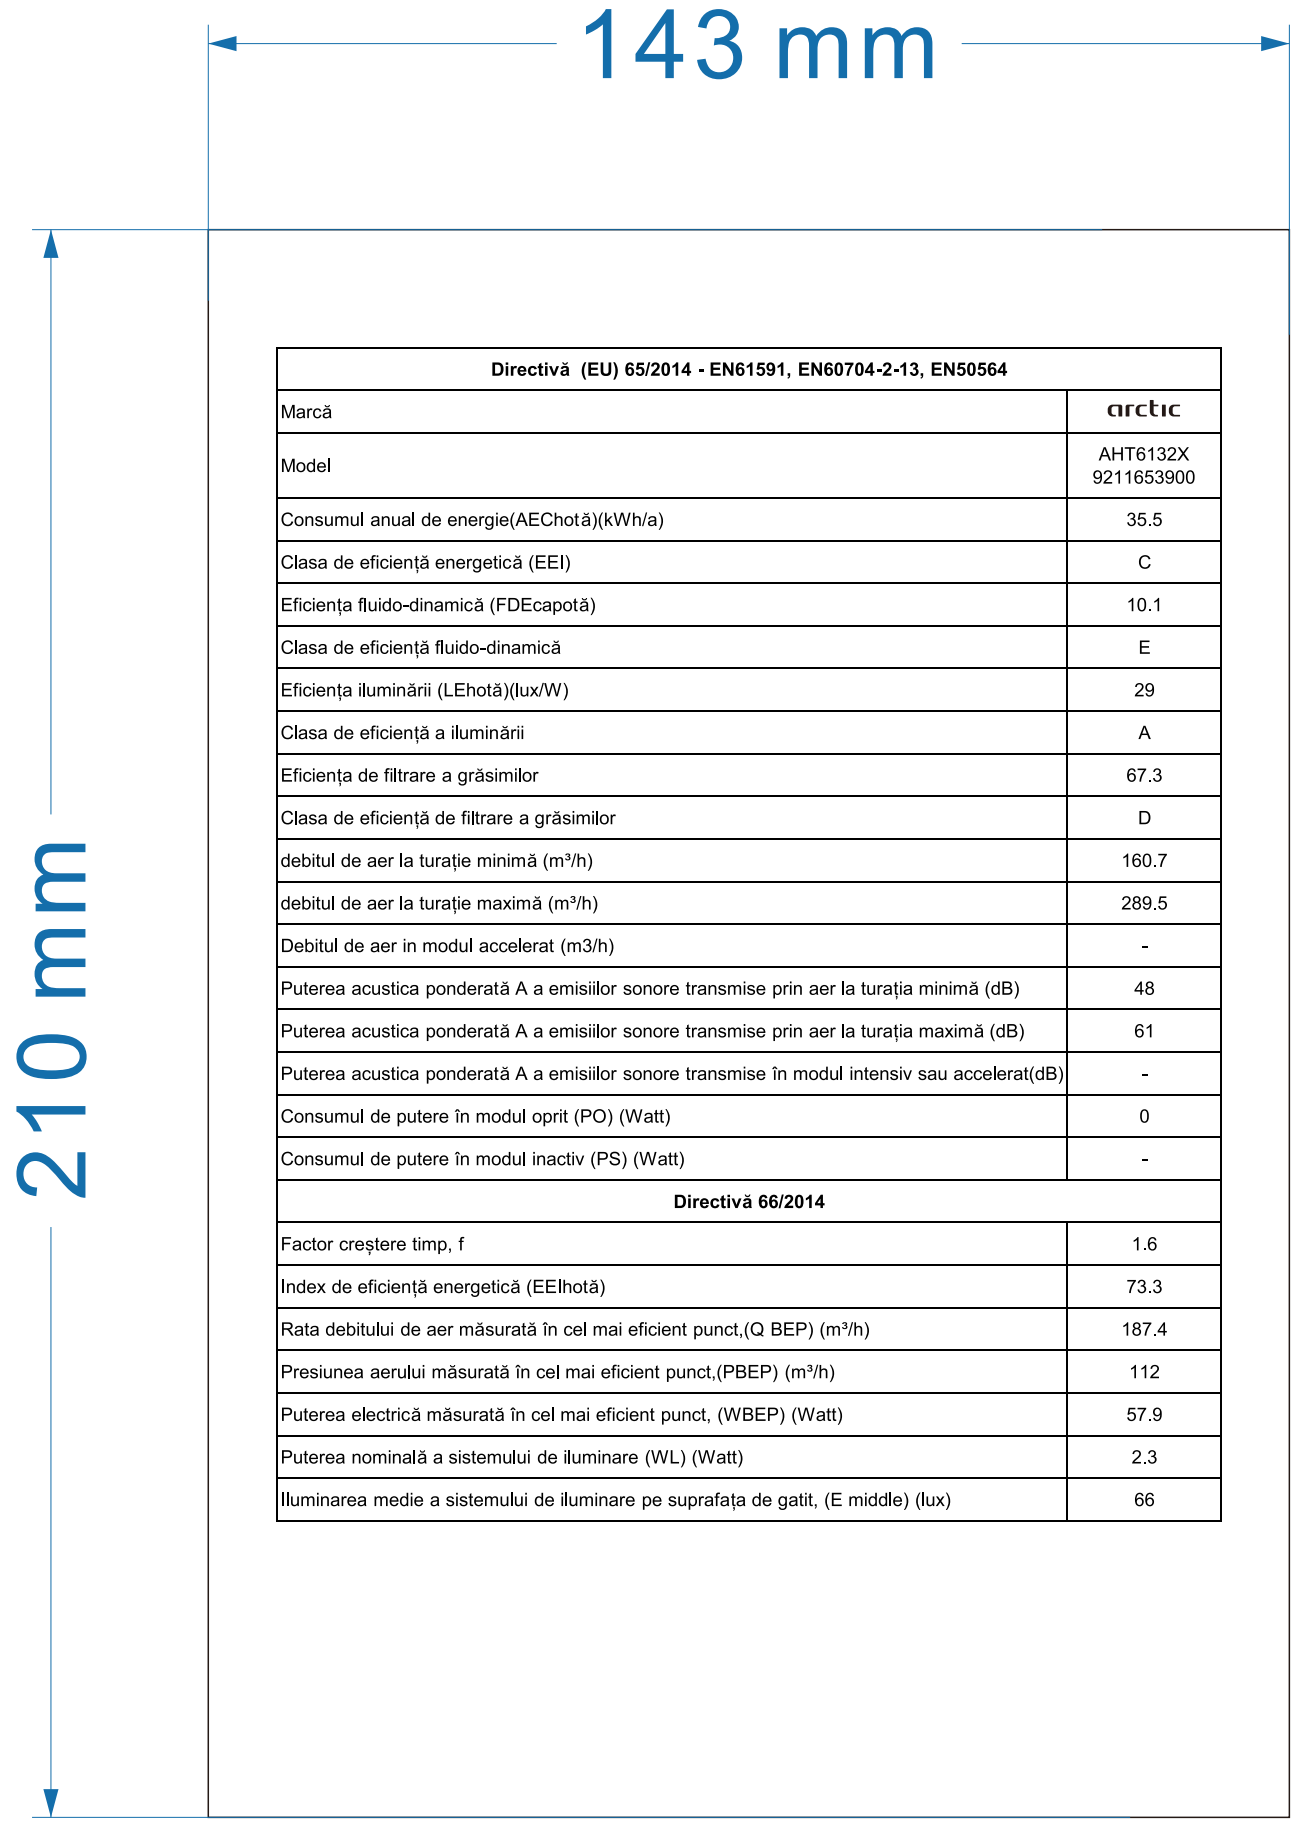 143 mm
210 mm
Directivă (EU) 65/2014 - EN61591, EN60704-2-13, EN50564
Marcă arctic
Model AHT6132X
9211653900
Consumul anual de energie(AEChotă)(kWh/a) 35.5
Clasa de eficiență energetică (EEI) C
Eficiența fluido-dinamică (FDEcapotă) 10.1
Clasa de eficiență fluido-dinamică E
Eficiența iluminării (LEhotă)(lux/W) 29
Clasa de eficiență a iluminării A
Eficiența de filtrare a grăsimilor 67.3
Clasa de eficiență de filtrare a grăsimilor D
debitul de aer la turație minimă (m³/h) 160.7
debitul de aer la turație maximă (m³/h) 289.5
Debitul de aer in modul accelerat (m3/h) -
Puterea acustica ponderată A a emisiilor sonore transmise prin aer la turația minimă (dB) 48
Puterea acustica ponderată A a emisiilor sonore transmise prin aer la turația maximă (dB) 61
Puterea acustica ponderată A a emisiilor sonore transmise în modul intensiv sau accelerat(dB) -
Consumul de putere în modul oprit (PO) (Watt) 0
Consumul de putere în modul inactiv (PS) (Watt) -
Directivă 66/2014
Factor creștere timp, f 1.6
Index de eficiență energetică (EEIhotă) 73.3
Rata debitului de aer măsurată în cel mai eficient punct,(Q BEP) (m³/h) 187.4
Presiunea aerului măsurată în cel mai eficient punct,(PBEP) (m³/h) 112
Puterea electrică măsurată în cel mai eficient punct, (WBEP) (Watt) 57.9
Puterea nominală a sistemului de iluminare (WL) (Watt) 2.3
Iluminarea medie a sistemului de iluminare pe suprafața de gatit, (E middle) (lux) 66